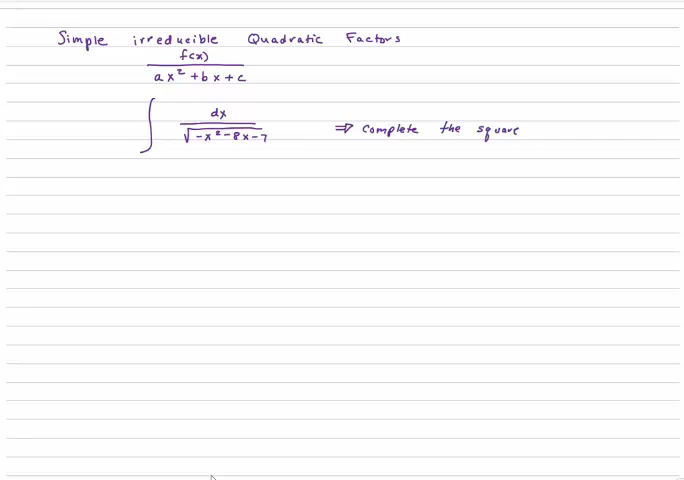 Simple irreducible Quadratic Factors
f(x)
ax² + bx + c
∫ dx
√-x² - 8x - 7 ⇒ complete the square